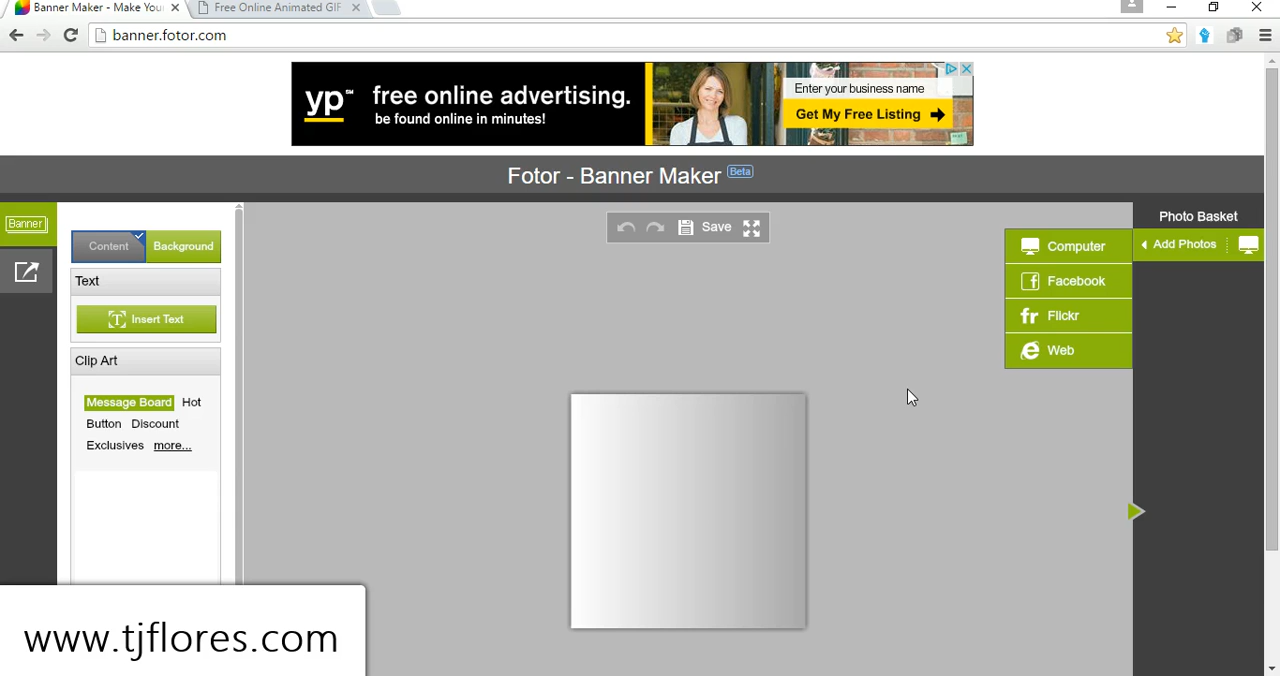 Banner Maker - Make You
Free Online Animated GIF
banner.fotor.com
yp℠
free online advertising.
be found online in minutes!
Enter your business name
Get My Free Listing
Fotor - Banner Maker Beta
Banner
Content
Background
Text
Insert Text
Clip Art
Message Board Hot
Button Discount
Exclusives more...
Save
Photo Basket
Add Photos
Computer
Facebook
Flickr
Web
www.tjflores.com